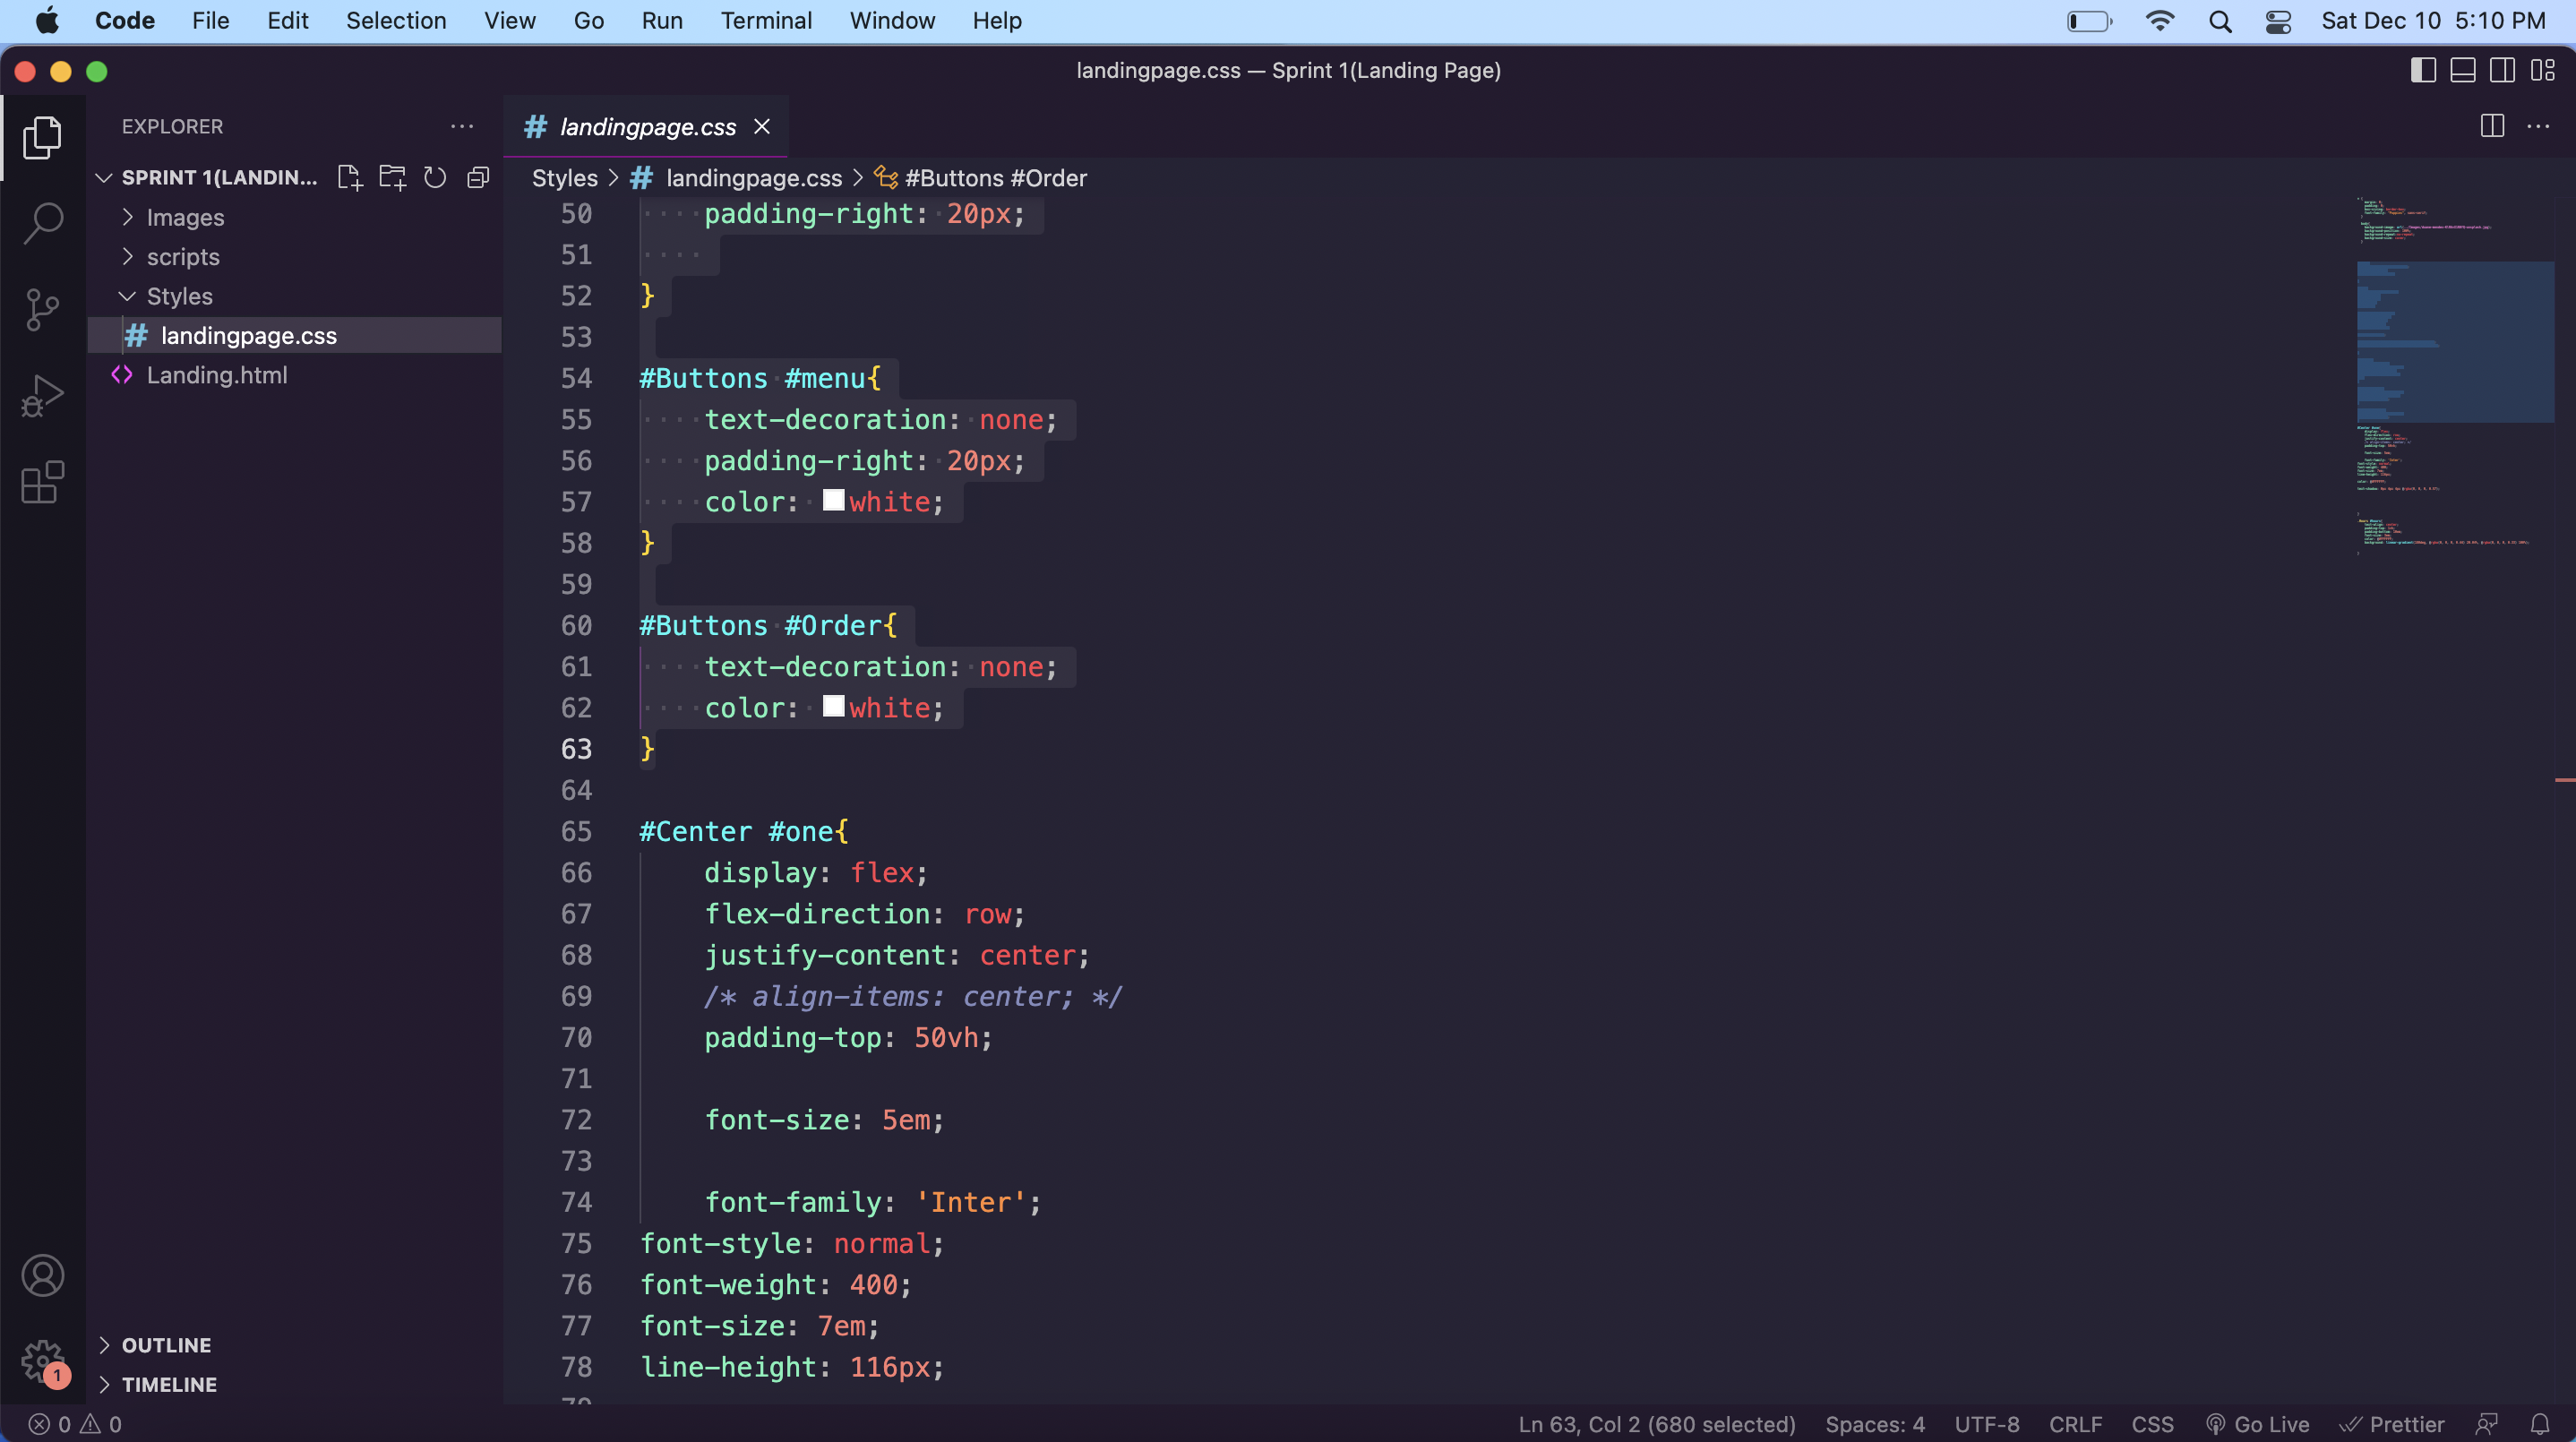 Code File Edit Selection View Go Run Terminal Window Help Sat Dec 10 5:10 PM
landingpage.css — Sprint 1(Landing Page)
EXPLORER
SPRINT 1(LANDIN...
Images
scripts
Styles
# landingpage.css
<> Landing.html
OUTLINE
TIMELINE
# landingpage.css
Styles > # landingpage.css > #Buttons #Order
50 padding-right: 20px;
51
52 }
53
54 #Buttons #menu{
55 text-decoration: none;
56 padding-right: 20px;
57 color: white;
58 }
59
60 #Buttons #Order{
61 text-decoration: none;
62 color: white;
63 }
64
65 #Center #one{
66 display: flex;
67 flex-direction: row;
68 justify-content: center;
69 /* align-items: center; */
70 padding-top: 50vh;
71
72 font-size: 5em;
73
74 font-family: 'Inter';
75 font-style: normal;
76 font-weight: 400;
77 font-size: 7em;
78 line-height: 116px;
1
0 0 Ln 63, Col 2 (680 selected) Spaces: 4 UTF-8 CRLF CSS Go Live Prettier